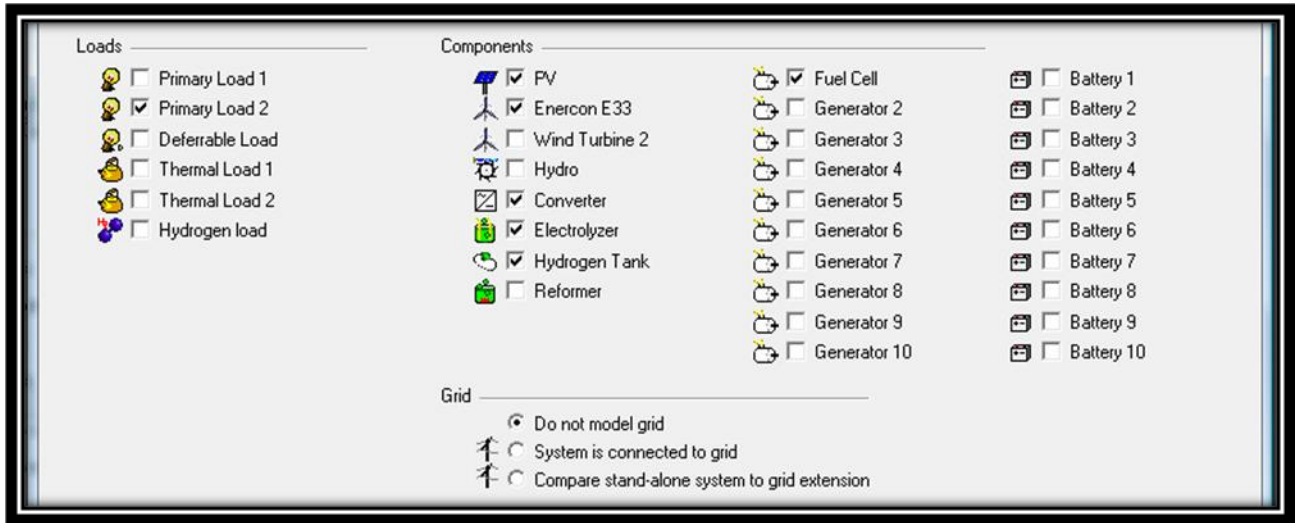 Loads
Primary Load 1
Primary Load 2
Deferrable Load
Thermal Load 1
Thermal Load 2
Hydrogen load
Components
PV
Enercon E33
Wind Turbine 2
Hydro
Converter
Electrolyzer
Hydrogen Tank
Reformer
Fuel Cell
Generator 2
Generator 3
Generator 4
Generator 5
Generator 6
Generator 7
Generator 8
Generator 9
Generator 10
Battery 1
Battery 2
Battery 3
Battery 4
Battery 5
Battery 6
Battery 7
Battery 8
Battery 9
Battery 10
Grid
Do not model grid
System is connected to grid
Compare stand-alone system to grid extension